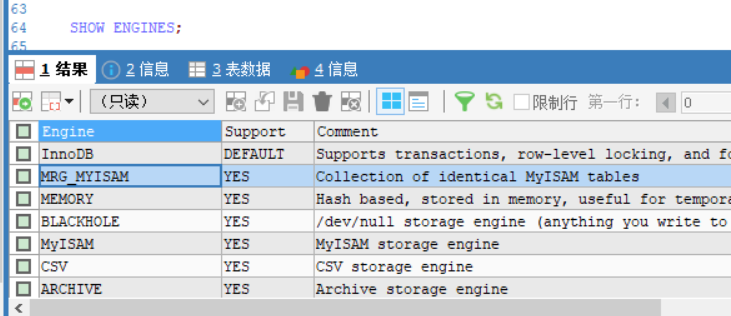 63
64 SHOW ENGINES;
65
1 结果 2 信息 3 表数据 4 信息
(只读) 限制行 第一行: 0
Engine Support Comment
InnoDB DEFAULT Supports transactions, row-level locking, and fo
MRG_MYISAM YES Collection of identical MyISAM tables
MEMORY YES Hash based, stored in memory, useful for tempora
BLACKHOLE YES /dev/null storage engine (anything you write to
MyISAM YES MyISAM storage engine
CSV YES CSV storage engine
ARCHIVE YES Archive storage engine